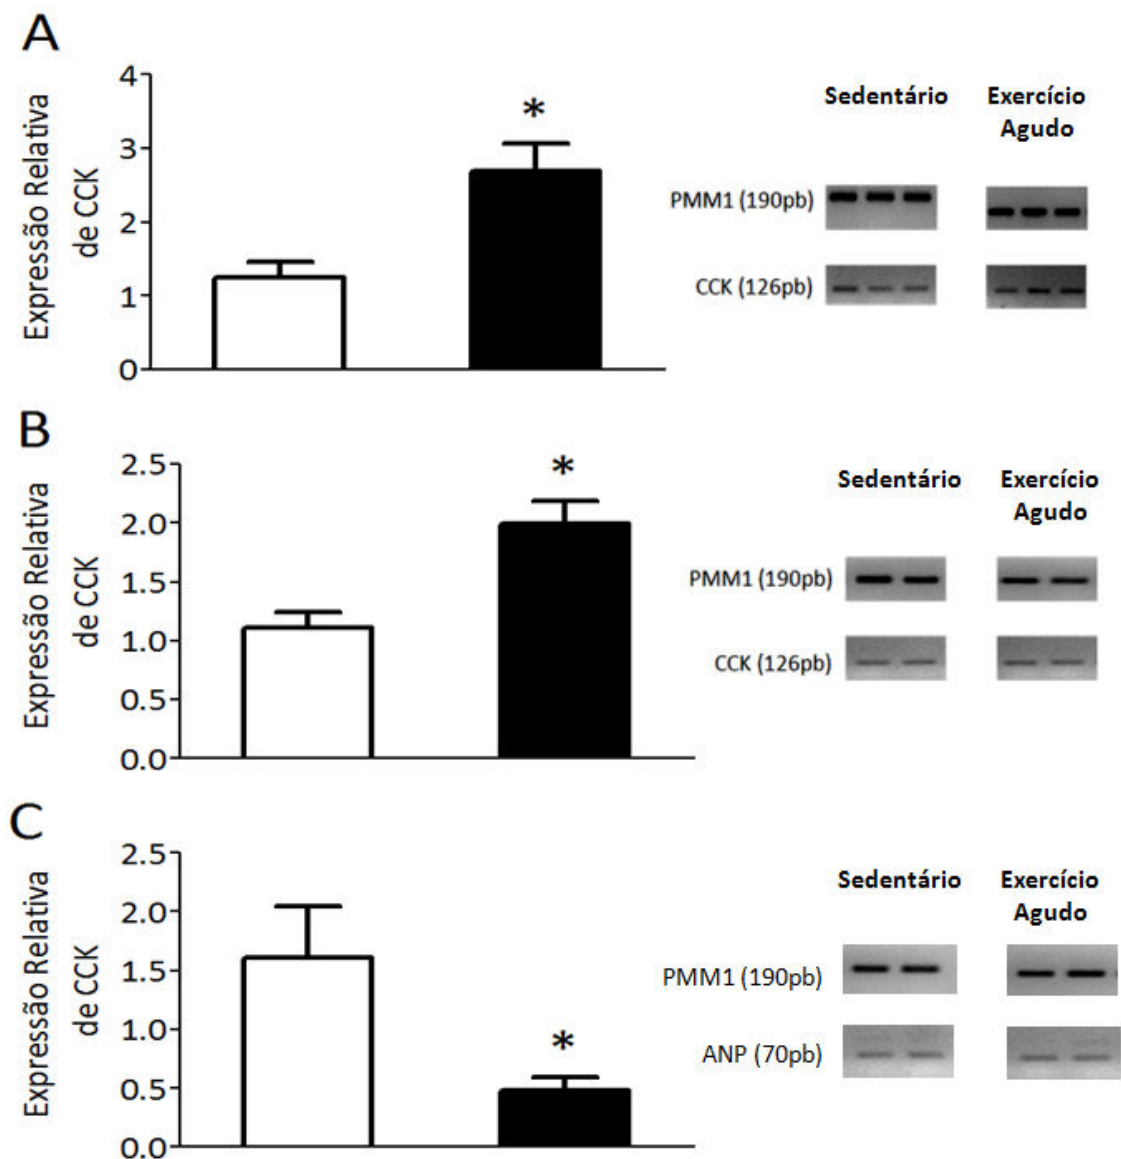 A
Expressão Relativa
de CCK
4
3
2
1
0
*
Sedentário
Exercício
Agudo
PMM1 (190pb)
CCK (126pb)
B
Expressão Relativa
de CCK
2.5
2.0
1.5
1.0
0.5
0.0
*
Sedentário
Exercício
Agudo
PMM1 (190pb)
CCK (126pb)
C
Expressão Relativa
de CCK
2.5
2.0
1.5
1.0
0.5
0.0
*
Sedentário
Exercício
Agudo
PMM1 (190pb)
ANP (70pb)